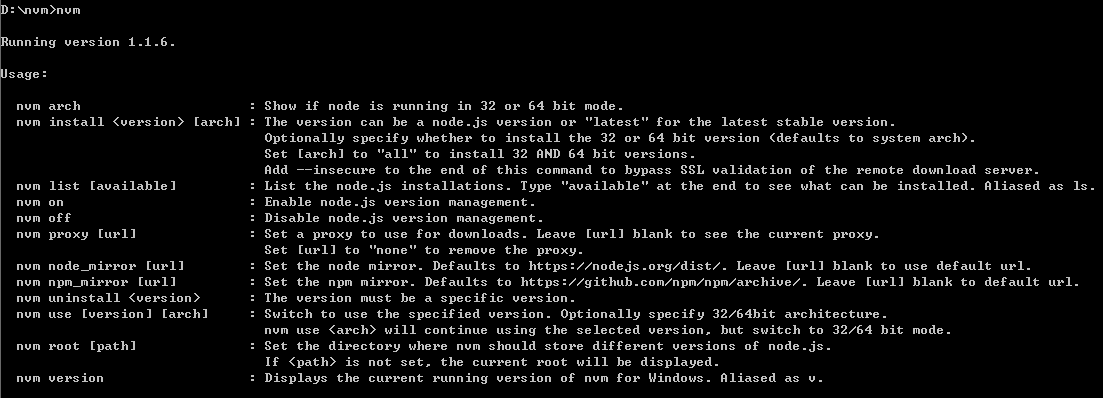 D:\nvm>nvm
Running version 1.1.6.
Usage:
nvm arch : Show if node is running in 32 or 64 bit mode.
nvm install <version> [arch] : The version can be a node.js version or "latest" for the latest stable version.
Optionally specify whether to install the 32 or 64 bit version (defaults to system arch).
Set [arch] to "all" to install 32 AND 64 bit versions.
Add --insecure to the end of this command to bypass SSL validation of the remote download server.
nvm list [available] : List the node.js installations. Type "available" at the end to see what can be installed. Aliased as ls.
nvm on : Enable node.js version management.
nvm off : Disable node.js version management.
nvm proxy [url] : Set a proxy to use for downloads. Leave [url] blank to see the current proxy.
Set [url] to "none" to remove the proxy.
nvm node_mirror [url] : Set the node mirror. Defaults to https://nodejs.org/dist/. Leave [url] blank to use default url.
nvm npm_mirror [url] : Set the npm mirror. Defaults to https://github.com/npm/npm/archive/. Leave [url] blank to default url.
nvm uninstall <version> : The version must be a specific version.
nvm use [version] [arch] : Switch to use the specified version. Optionally specify 32/64bit architecture.
nvm use <arch> will continue using the selected version, but switch to 32/64 bit mode.
nvm root [path] : Set the directory where nvm should store different versions of node.js.
If <path> is not set, the current root will be displayed.
nvm version : Displays the current running version of nvm for Windows. Aliased as v.